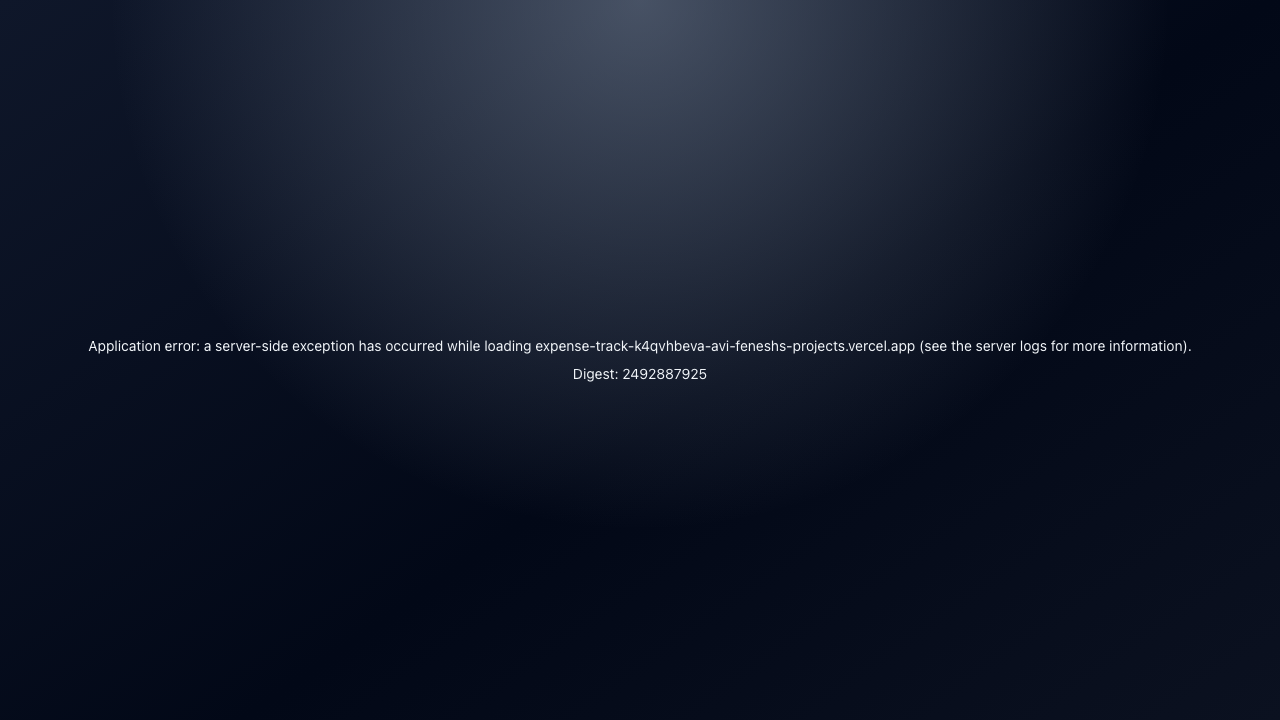 Application error: a server-side exception has occurred while loading expense-track-k4qvhbeva-avi-feneshs-projects.vercel.app (see the server logs for more information).
Digest: 2492887925